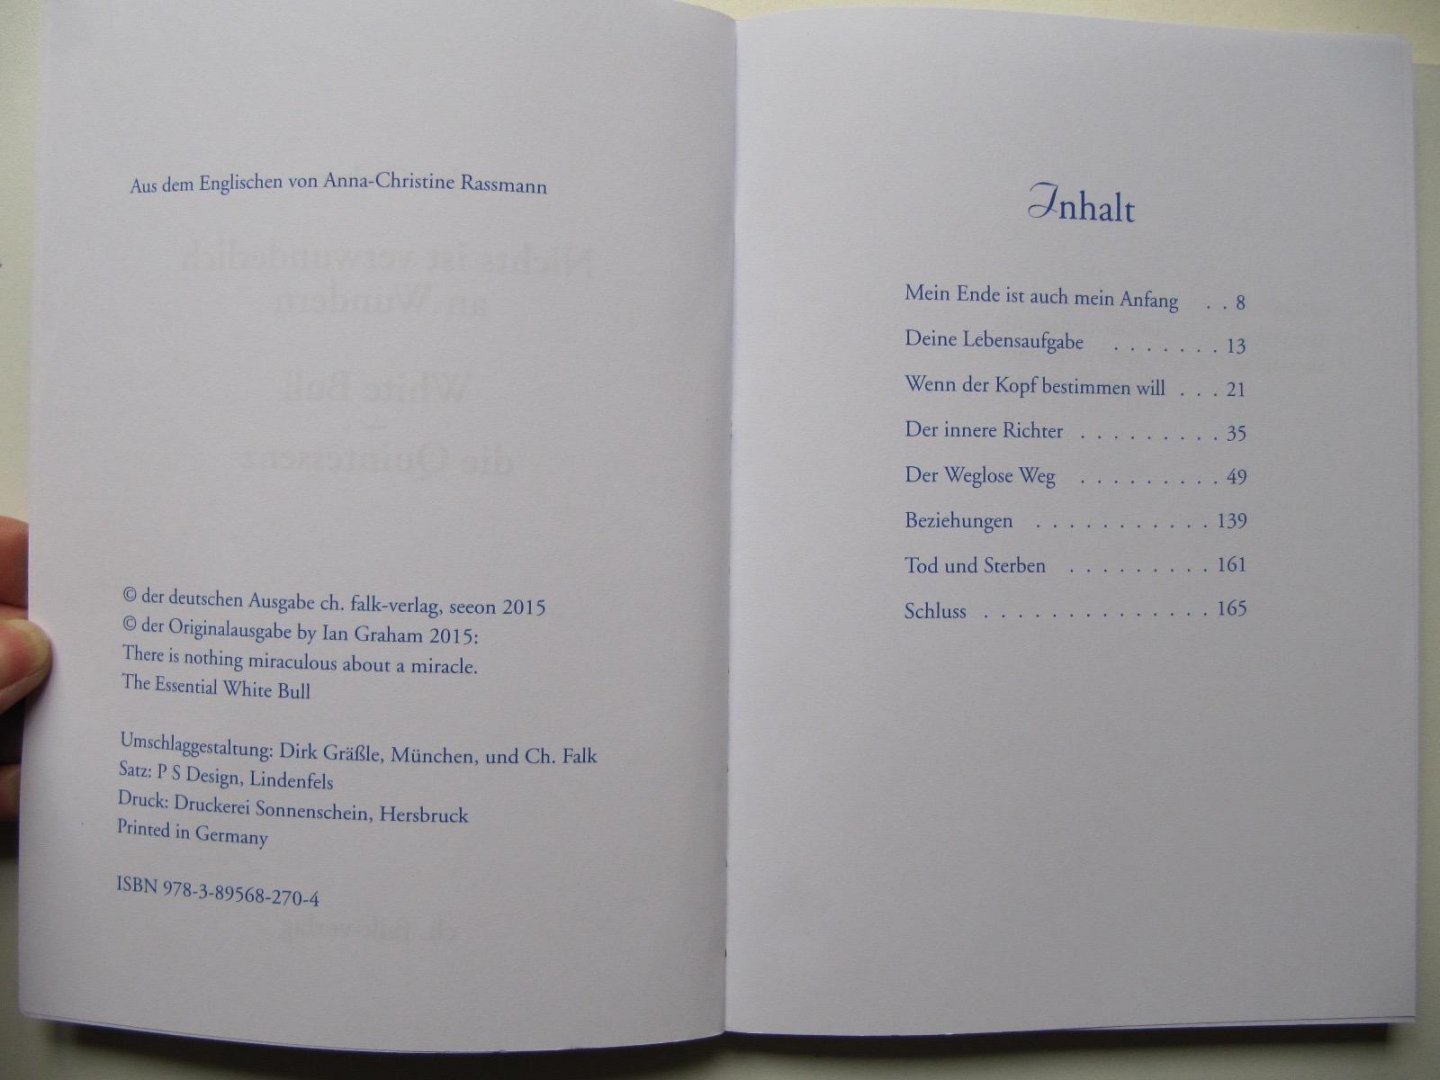 Aus dem Englischen von Anna-Christine Rassmann
© der deutschen Ausgabe ch. falk-verlag, seeon 2015
© der Originalausgabe by Ian Graham 2015:
There is nothing miraculous about a miracle.
The Essential White Bull
Umschlaggestaltung: Dirk Gräßle, München, und Ch. Falk
Satz: P S Design, Lindenfels
Druck: Druckerei Sonnenschein, Hersbruck
Printed in Germany
ISBN 978-3-89568-270-4
Inhalt
Mein Ende ist auch mein Anfang . . 8
Deine Lebensaufgabe . . . . . . . 13
Wenn der Kopf bestimmen will . . . 21
Der innere Richter . . . . . . . . . 35
Der Weglose Weg . . . . . . . . . 49
Beziehungen . . . . . . . . . . . 139
Tod und Sterben . . . . . . . . . 161
Schluss . . . . . . . . . . . . . . 165